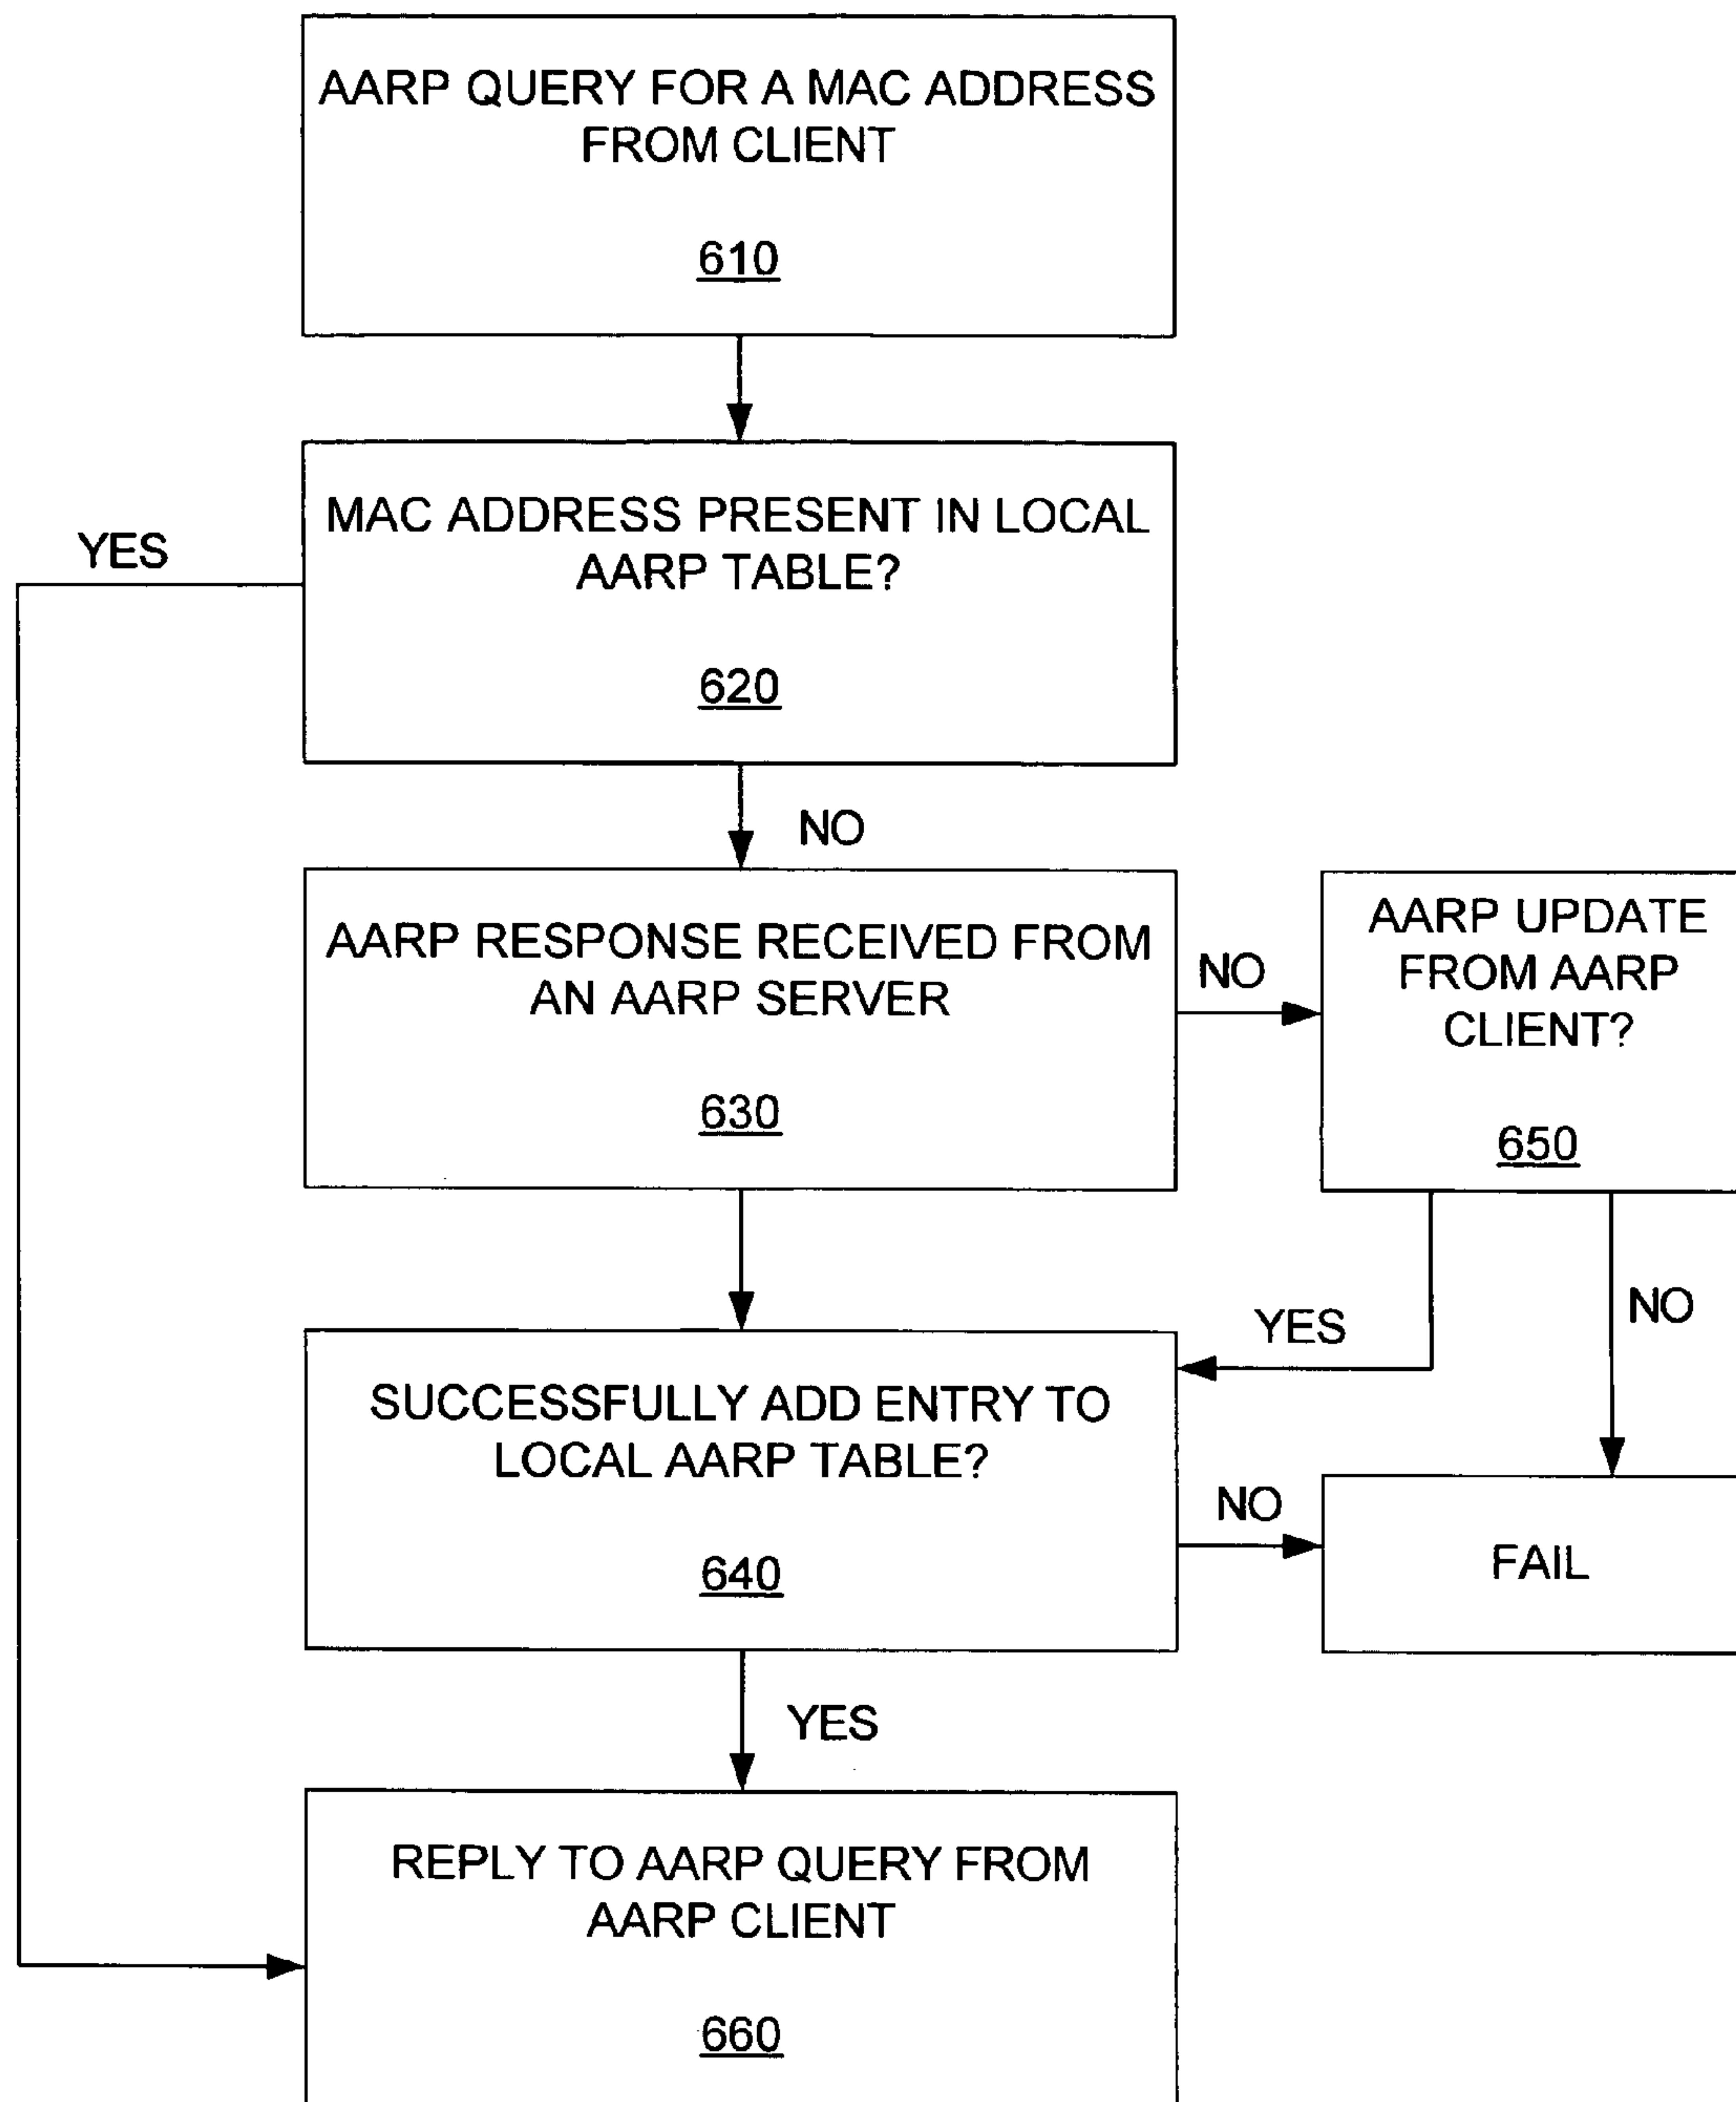 AARP QUERY FOR A MAC ADDRESS
FROM CLIENT
610
YES
MAC ADDRESS PRESENT IN LOCAL
AARP TABLE?
620
NO
AARP RESPONSE RECEIVED FROM
AN AARP SERVER
630
NO
AARP UPDATE
FROM AARP
CLIENT?
650
YES
NO
SUCCESSFULLY ADD ENTRY TO
LOCAL AARP TABLE?
640
NO
FAIL
YES
REPLY TO AARP QUERY FROM
AARP CLIENT
660